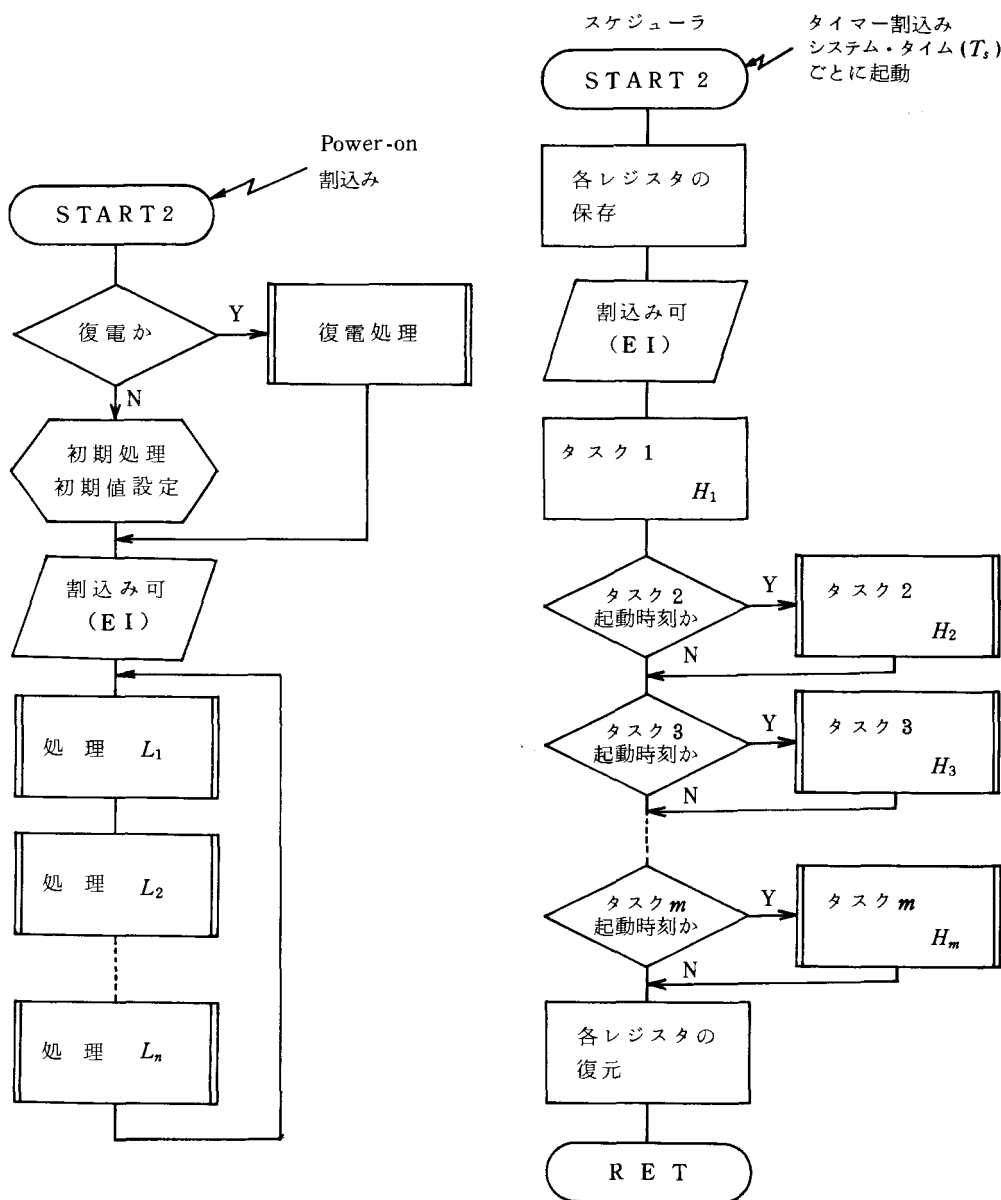 Power-on
割込み
START2
復電か
Y
復電処理
N
初期処理
初期値設定
割込み可
(EI)
処理 L₁
処理 L₂
処理 Lₙ
スケジューラ
タイマー割込み
システム・タイム(Tₛ)
ごとに起動
START2
各レジスタの
保存
割込み可
(EI)
タスク1
H₁
タスク2
起動時刻か
Y
タスク2
H₂
N
タスク3
起動時刻か
Y
タスク3
H₃
N
タスクm
起動時刻か
Y
タスクm
Hₘ
N
各レジスタの
復元
RET